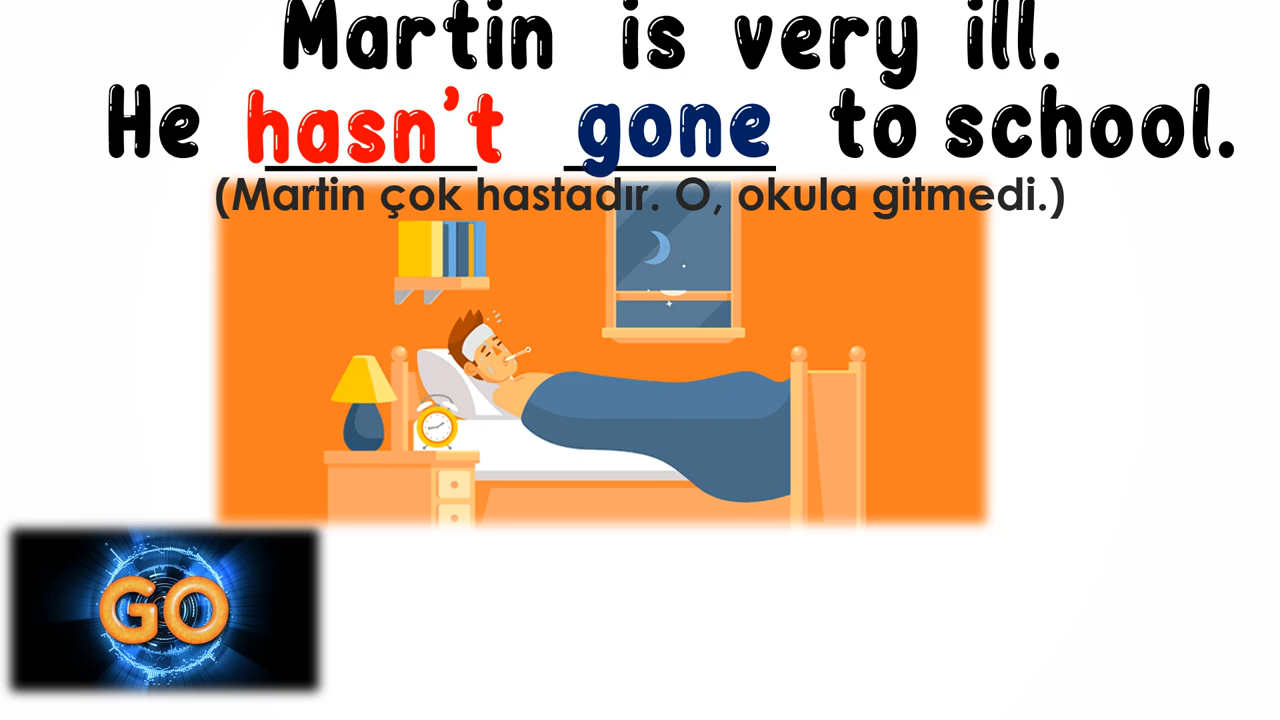 Martin is very ill.
He hasn't gone to school.
(Martin çok hastadır. O, okula gitmedi.)
GO